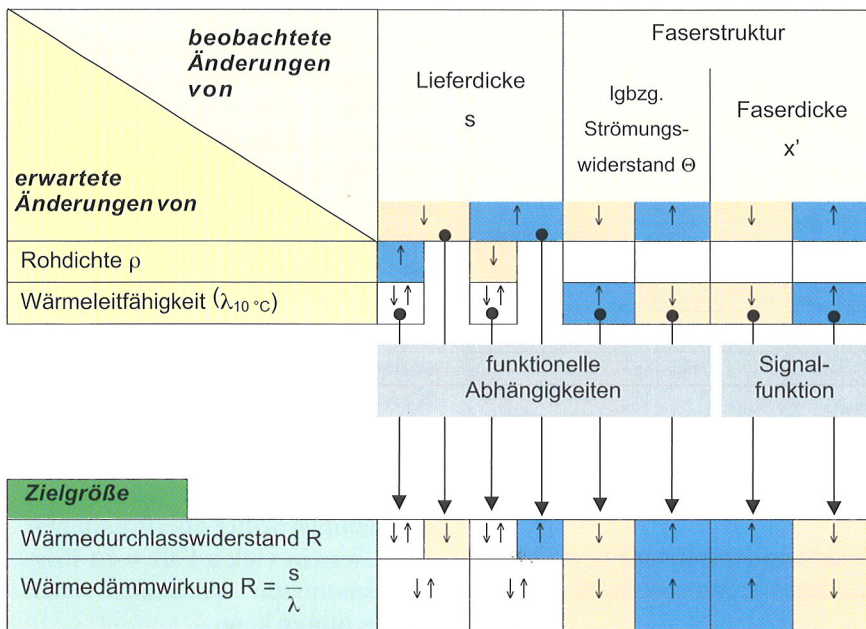 beobachtete
Änderungen
von
erwartete
Änderungen von
Lieferdicke
s
Faserstruktur
lgbzg.
Strömungs-
widerstand Θ
Faserdicke
x'
↓ ↑ ↓ ↑ ↓ ↑
Rohdichte ρ
↑ ↓
Wärmeleitfähigkeit (λ10 °C)
↓↑ ↓↑ ↑ ↓ ↓ ↑
funktionelle
Abhängigkeiten
Signal-
funktion
Zielgröße
Wärmedurchlasswiderstand R
↓↑ ↓ ↓↑ ↑ ↓ ↑ ↑ ↓
Wärmedämmwirkung R = s/λ
↓↑ ↓↑ ↓ ↑ ↑ ↓